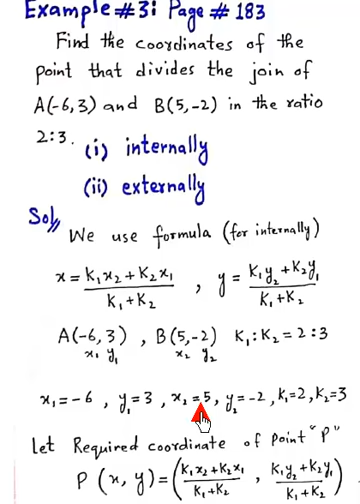 Example #3: Page # 183
Find the coordinates of the
point that divides the join of
A(-6,3) and B(5,-2) in the ratio
2:3.
(i) internally
(ii) externally
Sol,
We use formula (for internally)
x = (K₁x₂+K₂x₁)/(K₁+K₂) , y = (K₁y₂+K₂y₁)/(K₁+K₂)
A(-6,3) , B(5,-2) K₁:K₂ = 2:3
x₁ y₁ x₂ y₂
x₁ = -6 , y₁ = 3 , x₂ = 5, y₂ = -2, K₁=2, K₂=3
let Required coordinate of point "P"
P(x,y) = ((K₁x₂+K₂x₁)/(K₁+K₂) , (K₁y₂+K₂y₁)/(K₁+K₂))